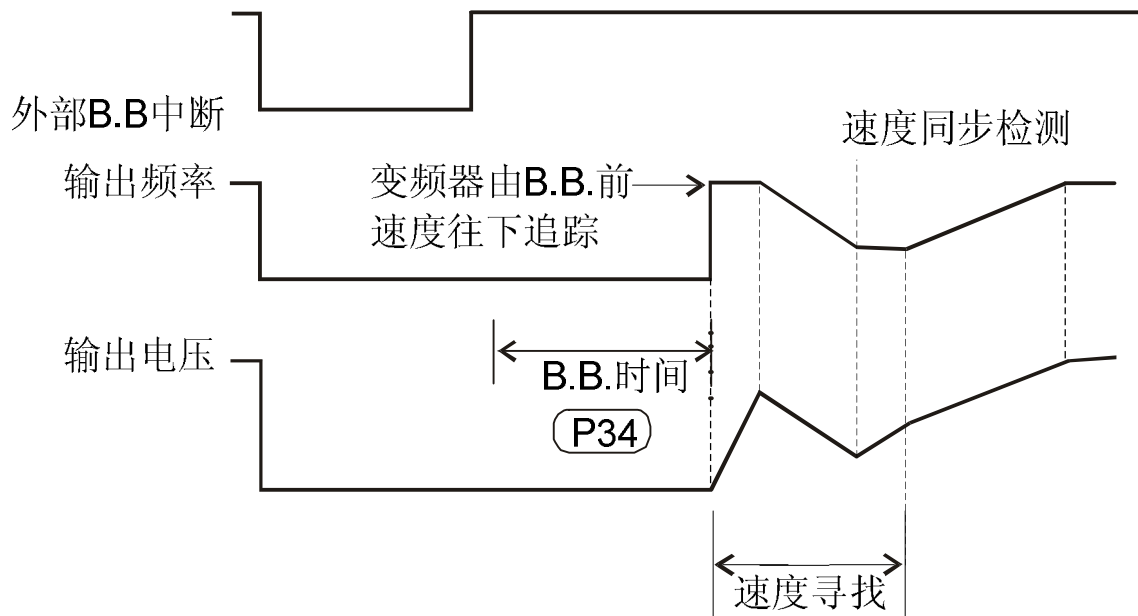 外部B.B中断
速度同步检测
输出频率
变频器由B.B.前
速度往下追踪
输出电压
B.B.时间
P34
速度寻找